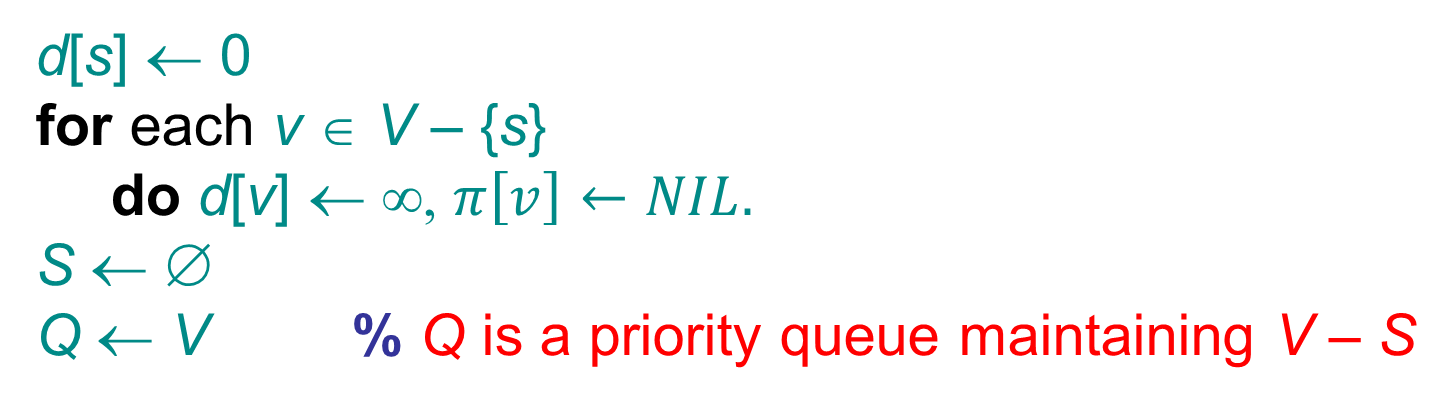 d[s] ← 0
for each v ∈ V – {s}
do d[v] ← ∞, π[v] ← NIL.
S ← ∅
Q ← V % Q is a priority queue maintaining V – S